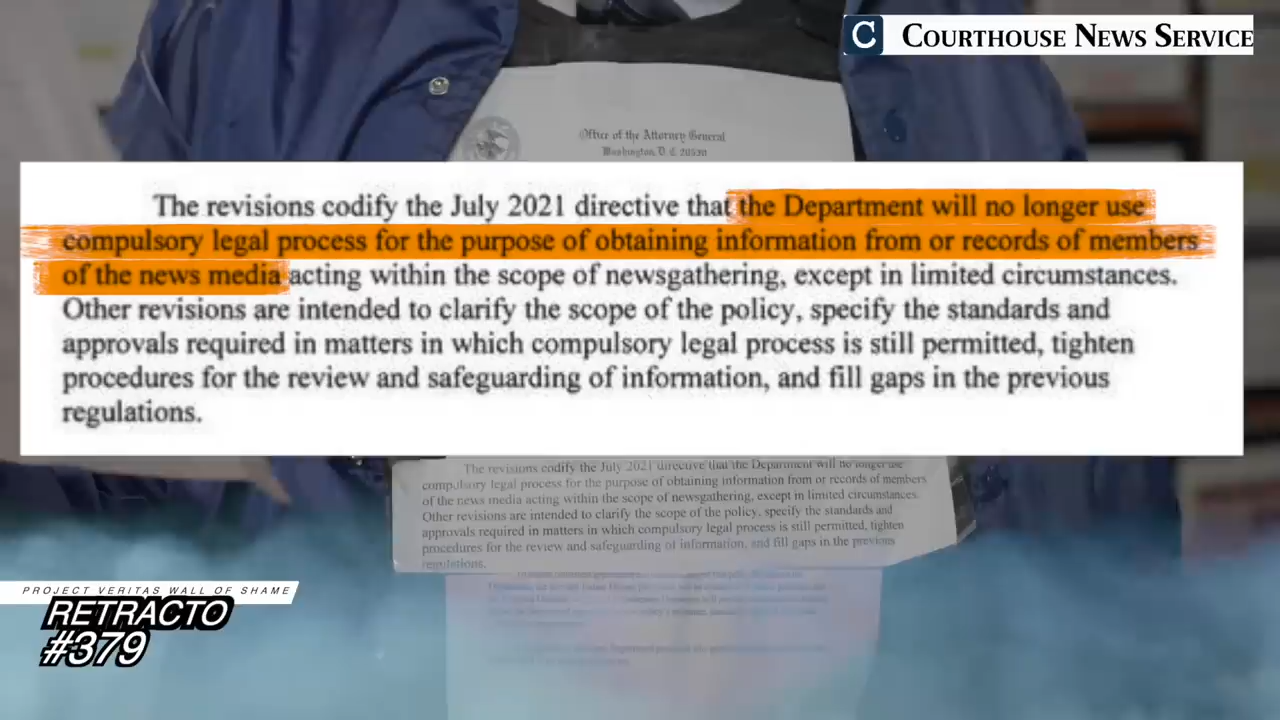 C COURTHOUSE NEWS SERVICE
Office of the Attorney General
Washington, D. C. 20530
The revisions codify the July 2021 directive that the Department will no longer use
compulsory legal process for the purpose of obtaining information from or records of members
of the news media acting within the scope of newsgathering, except in limited circumstances.
Other revisions are intended to clarify the scope of the policy, specify the standards and
approvals required in matters in which compulsory legal process is still permitted, tighten
procedures for the review and safeguarding of information, and fill gaps in the previous
regulations.
The revisions codify the July 2021 directive that the Department will no longer use
compulsory legal process for the purpose of obtaining information from or records of members
of the news media acting within the scope of newsgathering, except in limited circumstances.
Other revisions are intended to clarify the scope of the policy, specify the standards and
approvals required in matters in which compulsory legal process is still permitted, tighten
procedures for the review and safeguarding of information, and fill gaps in the previous
regulations.
PROJECT VERITAS WALL OF SHAME
RETRACTO
#379